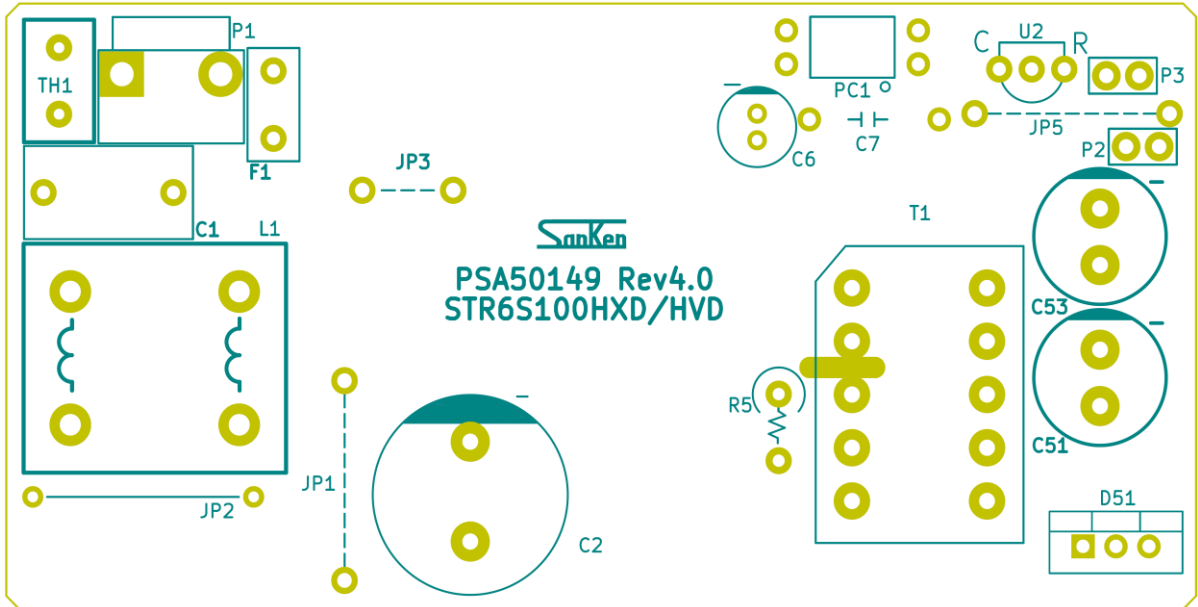 P1
TH1
F1
C1
L1
JP3
SanKen
PSA50149 Rev4.0
STR6S100HXD/HVD
JP1
JP2
C2
PC1
C6
C7
C
U2
R
P3
JP5
P2
T1
C53
C51
R5
D51